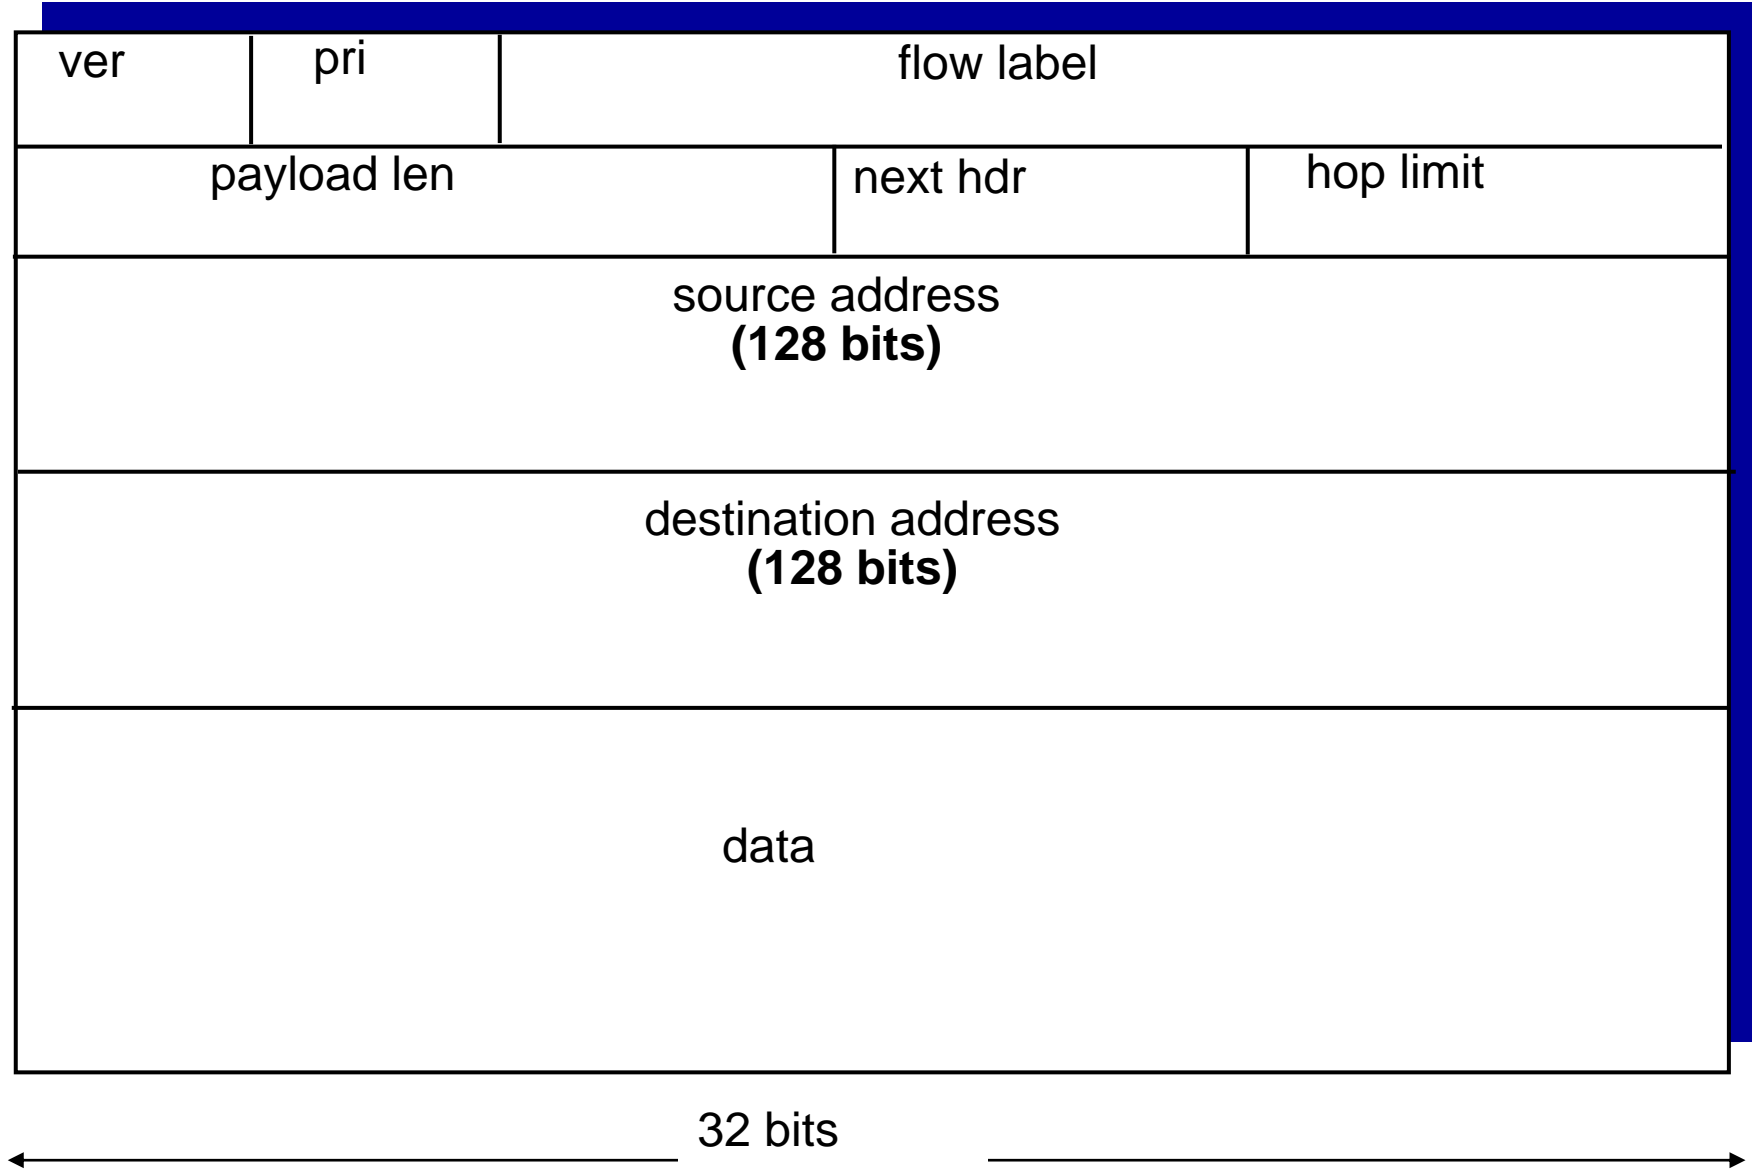 ver pri flow label
payload len next hdr hop limit
source address
(128 bits)
destination address
(128 bits)
data
32 bits